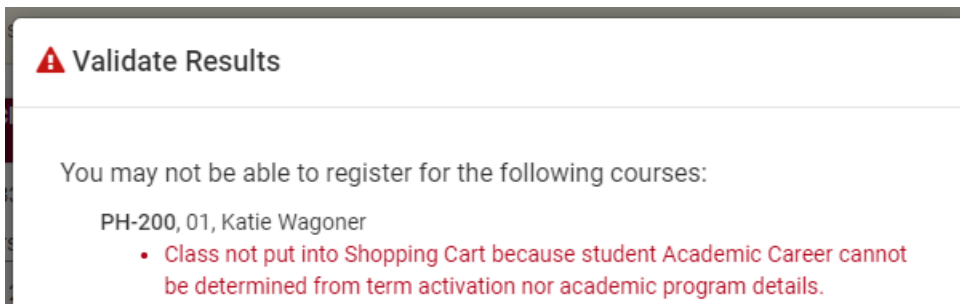 Validate Results
You may not be able to register for the following courses:
PH-200, 01, Katie Wagoner
• Class not put into Shopping Cart because student Academic Career cannot
be determined from term activation nor academic program details.